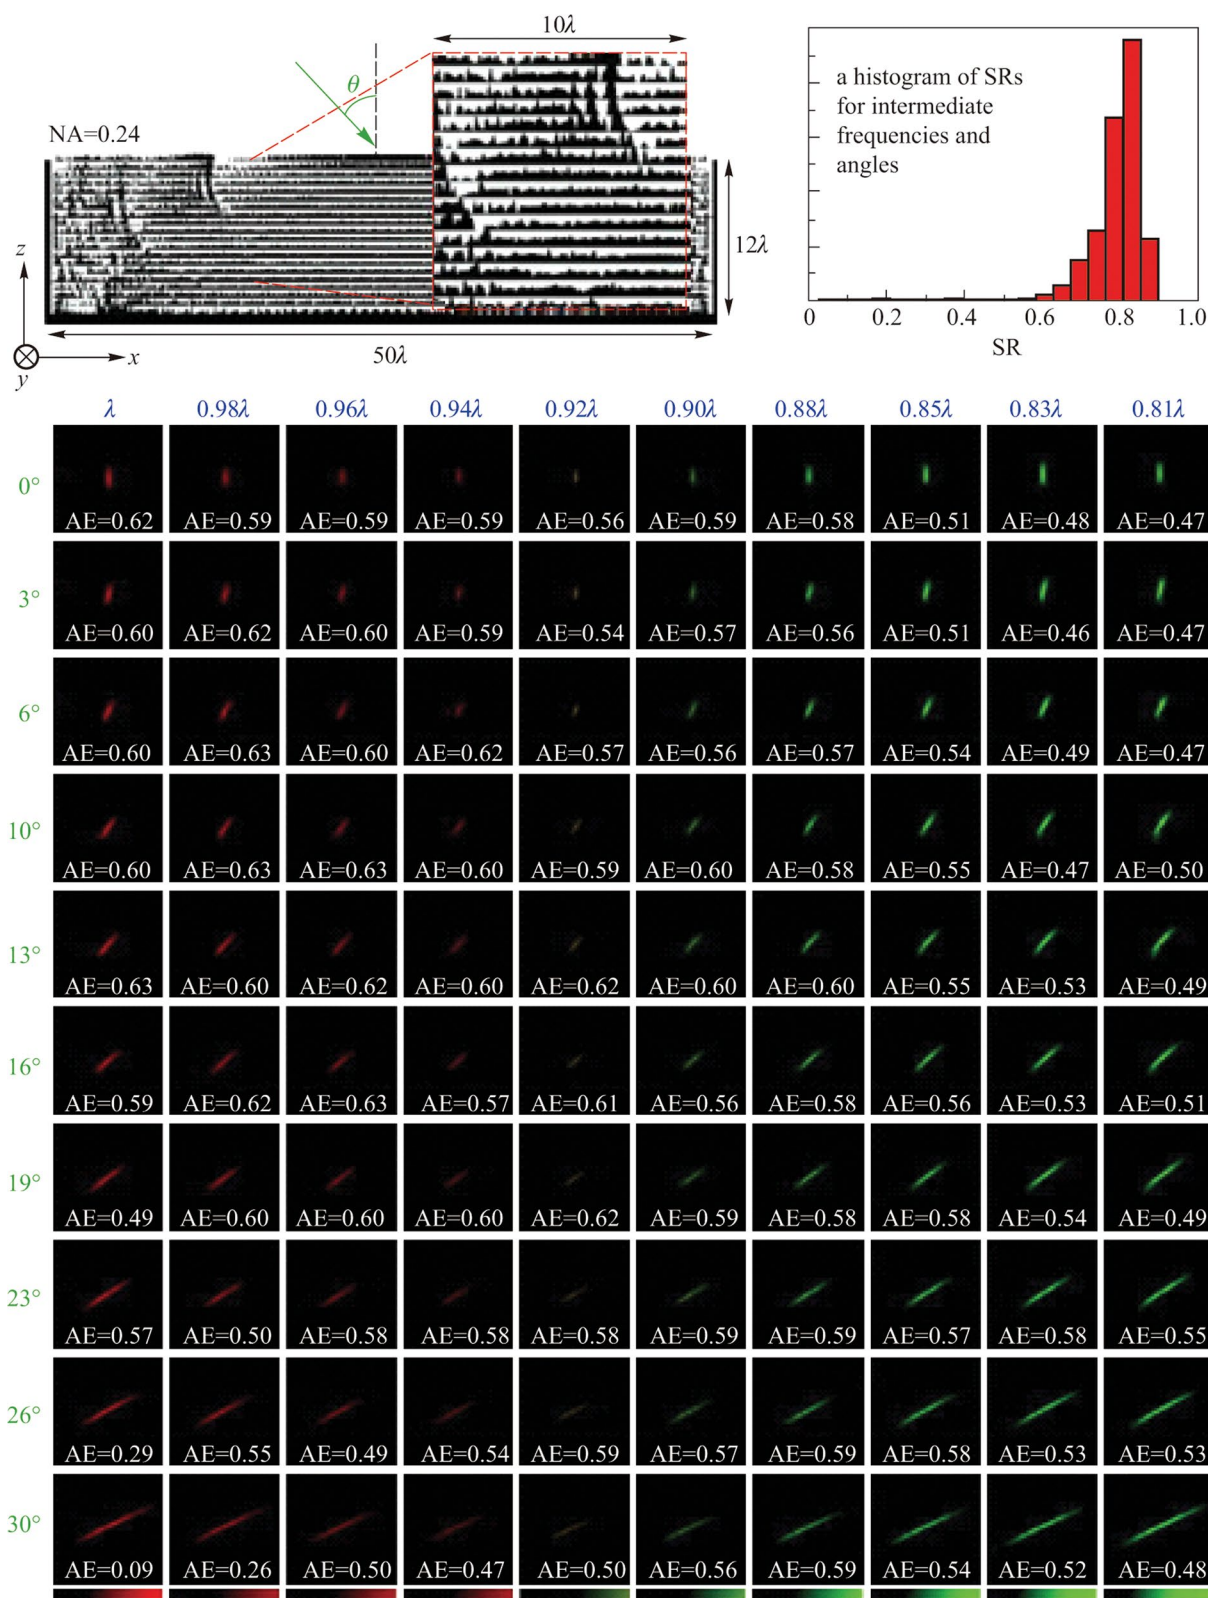 10λ
θ
NA=0.24
z
12λ
x
50λ
y
a histogram of SRs
for intermediate
frequencies and
angles
0 0.2 0.4 0.6 0.8 1.0
SR
λ 0.98λ 0.96λ 0.94λ 0.92λ 0.90λ 0.88λ 0.85λ 0.83λ 0.81λ
0° AE=0.62 AE=0.59 AE=0.59 AE=0.59 AE=0.56 AE=0.59 AE=0.58 AE=0.51 AE=0.48 AE=0.47
3° AE=0.60 AE=0.62 AE=0.60 AE=0.59 AE=0.54 AE=0.57 AE=0.56 AE=0.51 AE=0.46 AE=0.47
6° AE=0.60 AE=0.63 AE=0.60 AE=0.62 AE=0.57 AE=0.56 AE=0.57 AE=0.54 AE=0.49 AE=0.47
10° AE=0.60 AE=0.63 AE=0.63 AE=0.60 AE=0.59 AE=0.60 AE=0.58 AE=0.55 AE=0.47 AE=0.50
13° AE=0.63 AE=0.60 AE=0.62 AE=0.60 AE=0.62 AE=0.60 AE=0.60 AE=0.55 AE=0.53 AE=0.49
16° AE=0.59 AE=0.62 AE=0.63 AE=0.57 AE=0.61 AE=0.56 AE=0.58 AE=0.56 AE=0.53 AE=0.51
19° AE=0.49 AE=0.60 AE=0.60 AE=0.60 AE=0.62 AE=0.59 AE=0.58 AE=0.58 AE=0.54 AE=0.49
23° AE=0.57 AE=0.50 AE=0.58 AE=0.58 AE=0.58 AE=0.59 AE=0.59 AE=0.57 AE=0.58 AE=0.55
26° AE=0.29 AE=0.55 AE=0.49 AE=0.54 AE=0.59 AE=0.57 AE=0.59 AE=0.58 AE=0.53 AE=0.53
30° AE=0.09 AE=0.26 AE=0.50 AE=0.47 AE=0.50 AE=0.56 AE=0.59 AE=0.54 AE=0.52 AE=0.48